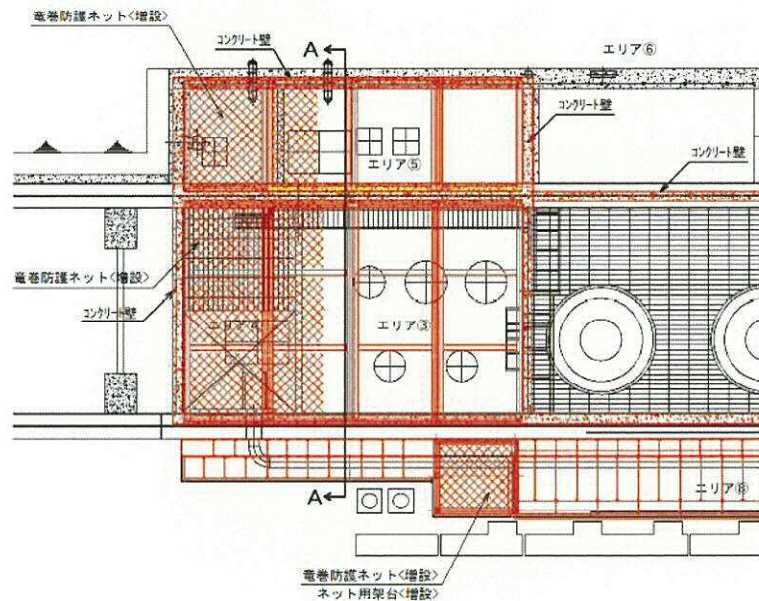 竜巻防護ネット<増設>
コンクリート壁
A
エリア⑥
コンクリート壁
エリア⑤
コンクリート壁
竜巻防護ネット<増設>
コンクリート壁
エリア④
エリア③
A
エリア⑧
竜巻防護ネット<増設>
ネット用架台<増設>